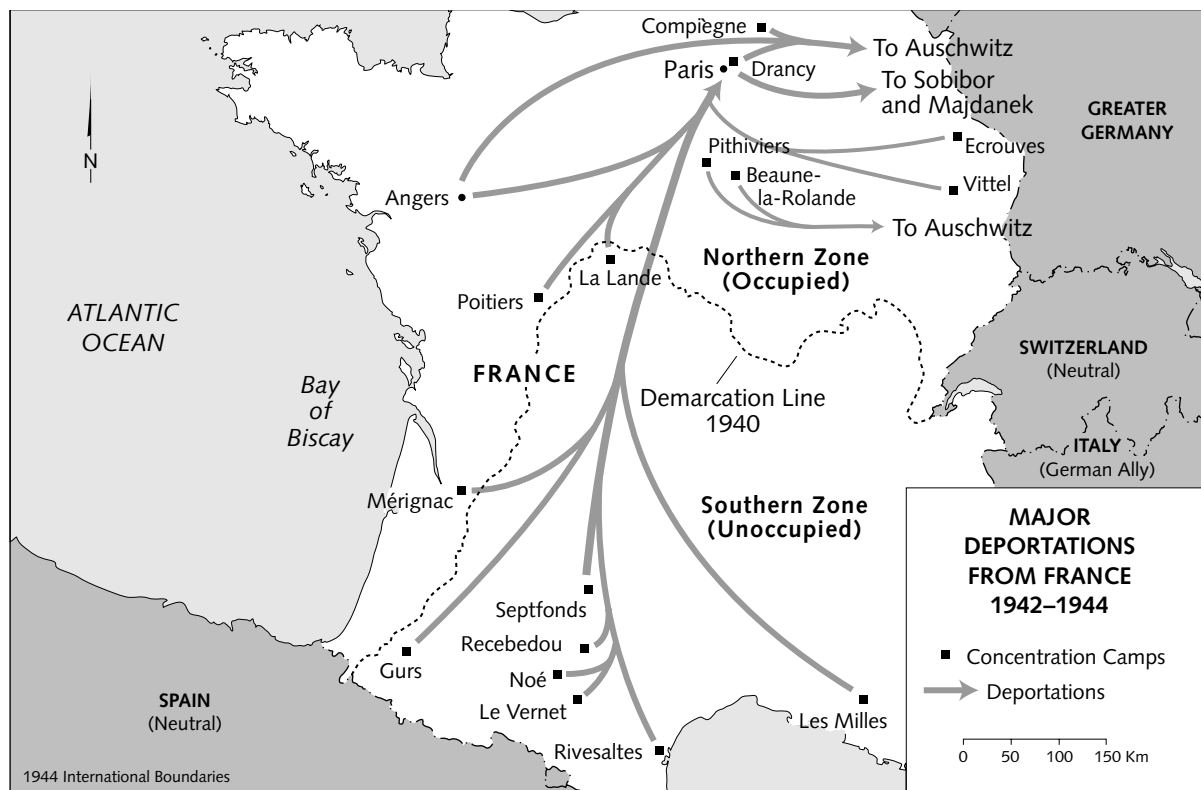 Compiegne
To Auschwitz
Paris
Drancy
To Sobibor
and Majdanek
GREATER
GERMANY
N
Pithiviers
Ecrouves
Beaune-
la-Rolande
Vittel
Angers
To Auschwitz
Northern Zone
(Occupied)
La Lande
Poitiers
ATLANTIC
OCEAN
SWITZERLAND
(Neutral)
FRANCE
Bay
of
Biscay
Demarcation Line
1940
ITALY
(German Ally)
Mérignac
Southern Zone
(Unoccupied)
MAJOR
DEPORTATIONS
FROM FRANCE
1942–1944
Septfonds
Recebedou
Gurs
Noé
Concentration Camps
Le Vernet
Deportations
SPAIN
(Neutral)
Les Milles
Rivesaltes
0 50 100 150 Km
1944 International Boundaries